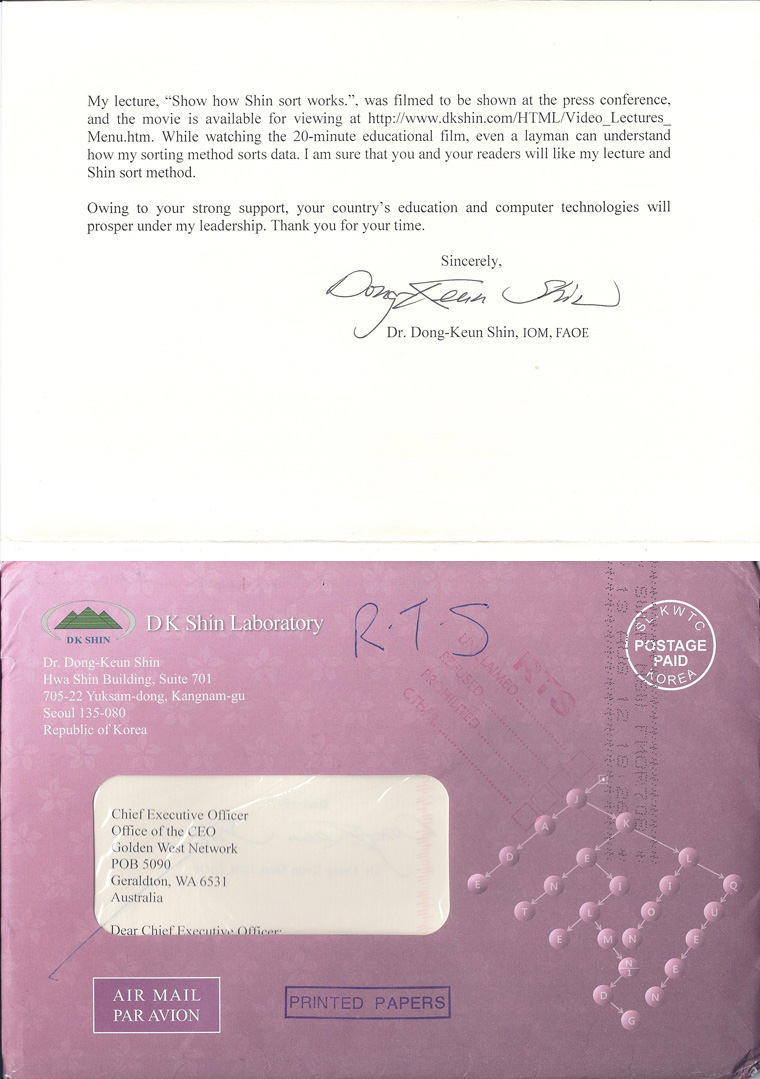 My lecture, “Show how Shin sort works.”, was filmed to be shown at the press conference,
and the movie is available for viewing at http://www.dkshin.com/HTML/Video_Lectures_
Menu.htm. While watching the 20-minute educational film, even a layman can understand
how my sorting method sorts data. I am sure that you and your readers will like my lecture and
Shin sort method.
Owing to your strong support, your country’s education and computer technologies will
prosper under my leadership. Thank you for your time.
Sincerely,
Dong-Keun Shin
Dr. Dong-Keun Shin, IOM, FAOE
DK SHIN
DK Shin Laboratory
R.T.S
SL, KWTC
POSTAGE
PAID
KOREA
Dr. Dong-Keun Shin
Hwa Shin Building, Suite 701
705-22 Yuksam-dong, Kangnam-gu
Seoul 135-080
Republic of Korea
RTS
UNCLAIMED
REFUSED
Chief Executive Officer
Office of the CEO
Golden West Network
POB 5090
Geraldton, WA 6531
Australia
Dear Chief Executive Officer:
A K
D E L
E N I I Q
T L O U
E M N E
N E
D N
G
AIR MAIL
PAR AVION
PRINTED PAPERS